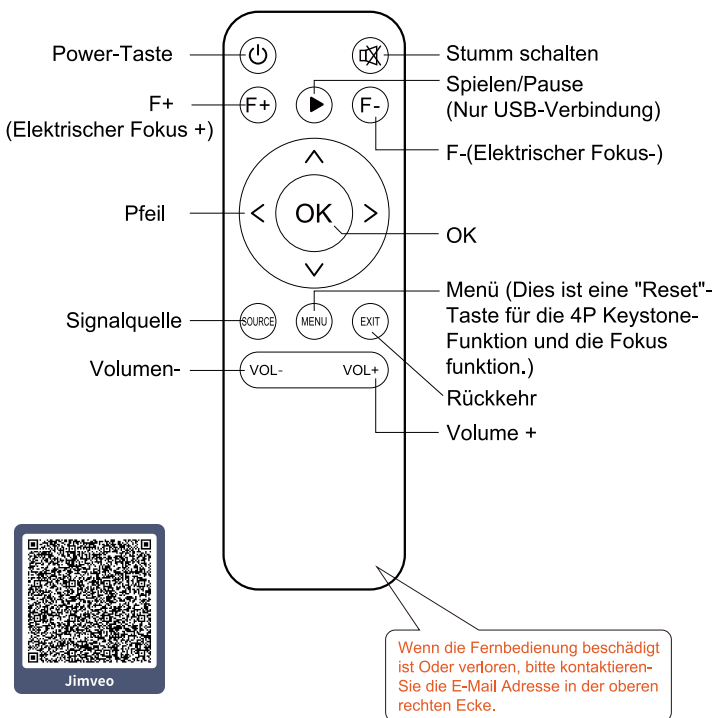 Power-Taste
Stumm schalten
Spielen/Pause
(Nur USB-Verbindung)
F+
(Elektrischer Fokus +)
F+
F-
F-(Elektrischer Fokus-)
Pfeil
OK
OK
Signalquelle
SOURCE
MENU
EXIT
Menü (Dies ist eine "Reset"-
Taste für die 4P Keystone-
Funktion und die Fokus
funktion.)
Volumen-
VOL-
VOL+
Rückkehr
Volume +
Jimveo
Wenn die Fernbedienung beschädigt
ist Oder verloren, bitte kontaktieren-
Sie die E-Mail Adresse in der oberen
rechten Ecke.